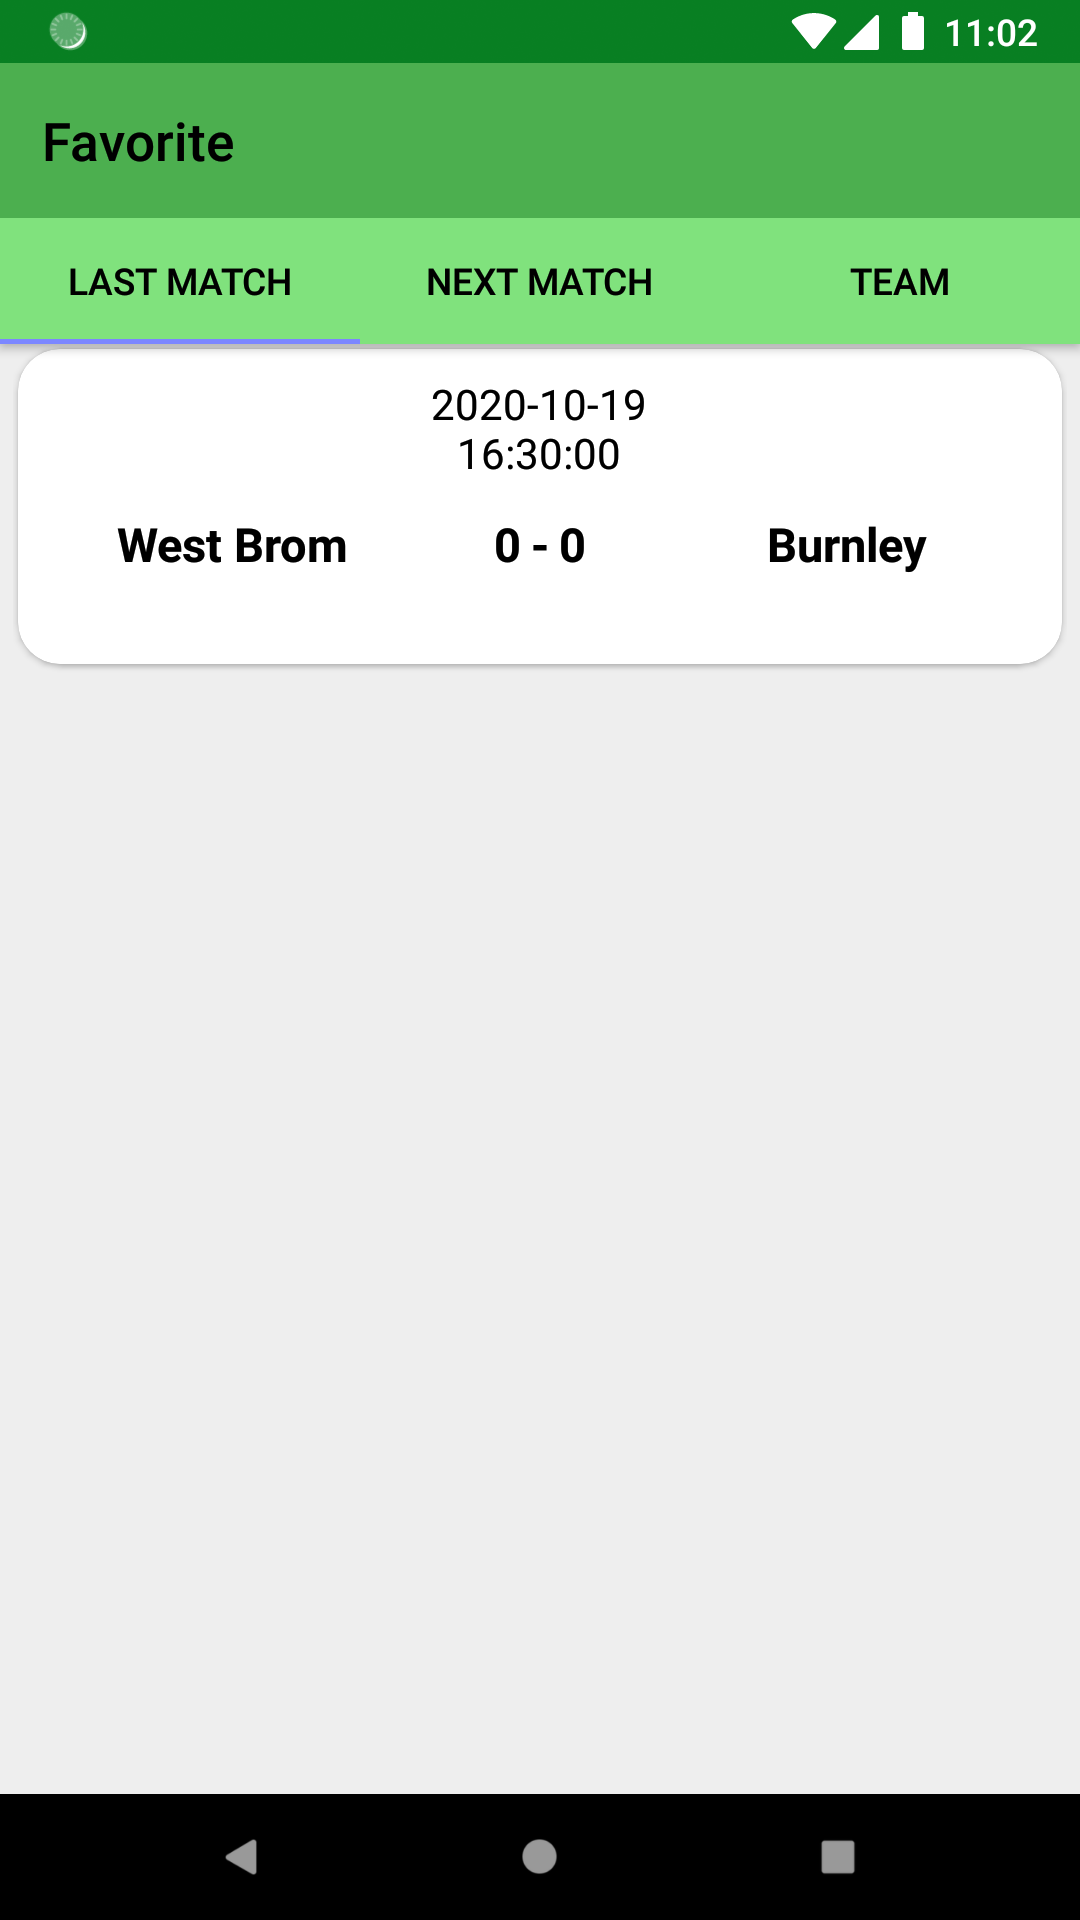 11:02
Favorite
LAST MATCH NEXT MATCH TEAM
2020-10-19
16:30:00
West Brom 0 - 0 Burnley